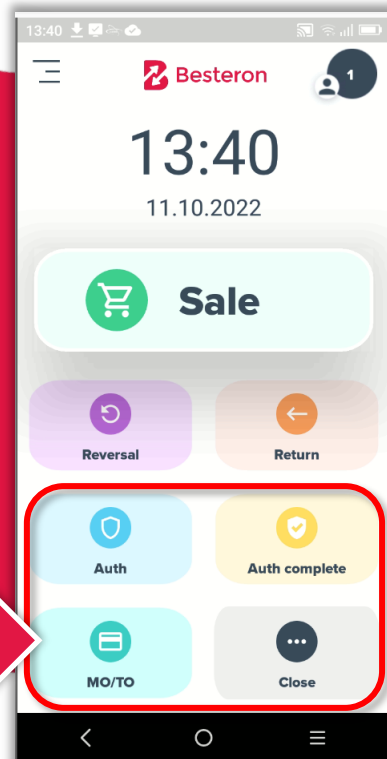 13:40
Besteron
1
13:40
11.10.2022
Sale
Reversal
Return
Auth
Auth complete
MO/TO
Close